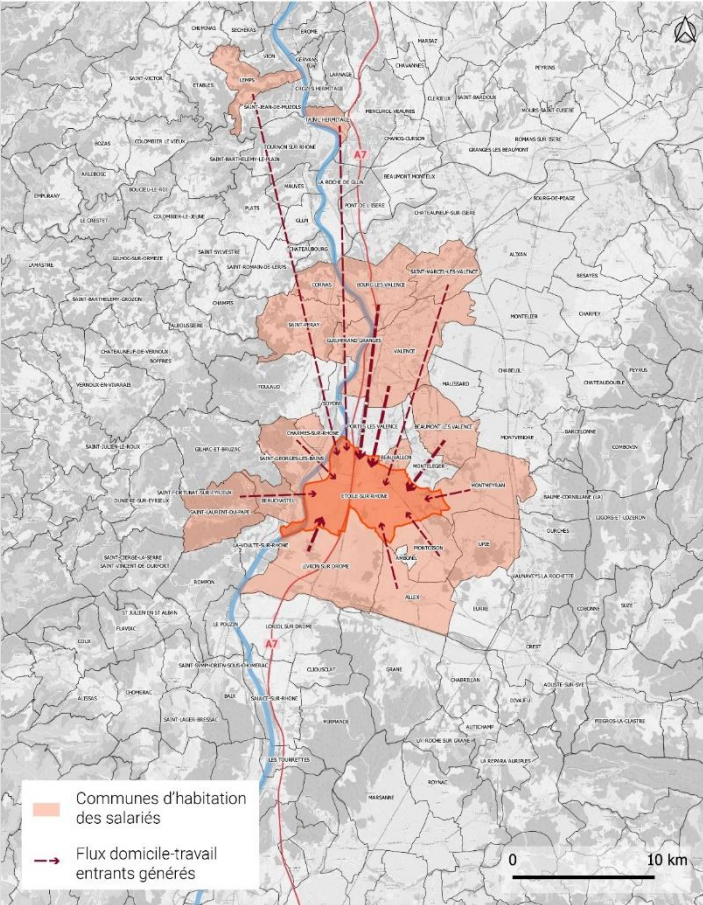 CHEMINAS
SECHERAS
EROME
MARSAZ
VION
GERVANS
CHAVANNES
PEYRINS
SAINT-VICTOR
ETABLES
LEMPS
LARNAGE
CROZES HERMITAGE
CLERIEUX
SAINT-BARDOUX
SAINT-JEAN-DE-MUZOLS
TAIN L'HERMITAGE
MERCUROL VEAUNES
MOURS SAINT EUSEBE
BOZAS
COLOMBIER LE VIEUX
TOURNON SUR RHONE
CHANOS-CURSON
ROMANS SUR ISERE
A7
GRANGES LES BEAUMONT
SAINT-BARTHELEMY-LE-PLAIN
ARLEBOSC
BOUCIEU-LE-ROI
MAUVES
LA ROCHE DE GLUN
BEAUMONT MONTEUX
EMPURANY
PLATS
PONT DE L'ISERE
BOURG-DE-PEAGE
LE CRESTET
COLOMBIER-LE-JEUNE
GLUN
CHATEAUNEUF-SUR-ISERE
CHATEAUBOURG
LAMASTRE
GILHOC-SUR-ORMEZE
SAINT SYLVESTRE
ALIXAN
SAINT-ROMAIN-DE-LERPS
SAINT-MARCEL-LES-VALENCE
BESAYES
CORNAS
BOURG-LES-VALENCE
SAINT-BARTHELEMY-GROZON
CHAMPIS
MONTELIER
CHARPEY
SAINT-PERAY
ALBOUSSIERE
GUILHERAND GRANGES
CHATEAUNEUF-DE-VERNOUX
BOFFRES
VALENCE
CHABEUIL
PEYRUS
VERNOUX-EN-VIVARAIS
TOULAUD
MALISSARD
CHATEAUDOUBLE
SOYONS
PORTES LES VALENCE
BEAUMONT LES VALENCE
CHARMES-SUR-RHONE
BARCELONNE
SAINT-JULIEN-LE-ROUX
GILHAC-ET-BRUZAC
MONTVENDRE
COMBOVIN
SAINT-GEORGES-LES-BAINS
BEAUVALLON
MONTELEGER
MONTMEYRAN
SAINT-FORTUNAT-SUR-EYRIEUX
DUNIERE-SUR-EYRIEUX
BEAUCHASTEL
ETOILE-SUR-RHONE
BAUME-CORNILLANE (LA)
SAINT-LAURENT-DU-PAPE
OURCHES
GIGORS-ET-LOZERON
LA-VOULTE-SUR-RHONE
MONTOISON
UPIE
SAINT-CIERGE-LA-SERRE
SAINT-VINCENT-DE-DURFORT
AMBONIL
LIVRON SUR DROME
VAUNAVEYS LA ROCHETTE
ROMPON
ALLEX
EURRE
COBONNE
SUZE
ST JULIEN EN ST ALBAN
FLAVIAC
LE POUZIN
LORIOL SUR DROME
COUX
A7
CREST
SAINT-SYMPHORIEN-SOUS-CHOMERAC
CLIOUSCLAT
GRANE
CHABRILLAN
AOUSTE-SUR-SYE
ALISSAS
CHOMERAC
BAIX
SAULCE-SUR-RHONE
DIVAJEU
SAINT-LAGER-BRESSAC
MIRMANDE
AUTICHAMP
PIEGROS-LA-CLASTRE
LA ROCHE SUR GRANE
LES TOURRETTES
LA REPARA AURIPLES
ROYNAC
MARSANNE
Communes d'habitation
des salariés
Flux domicile-travail
entrants générés
0 10 km